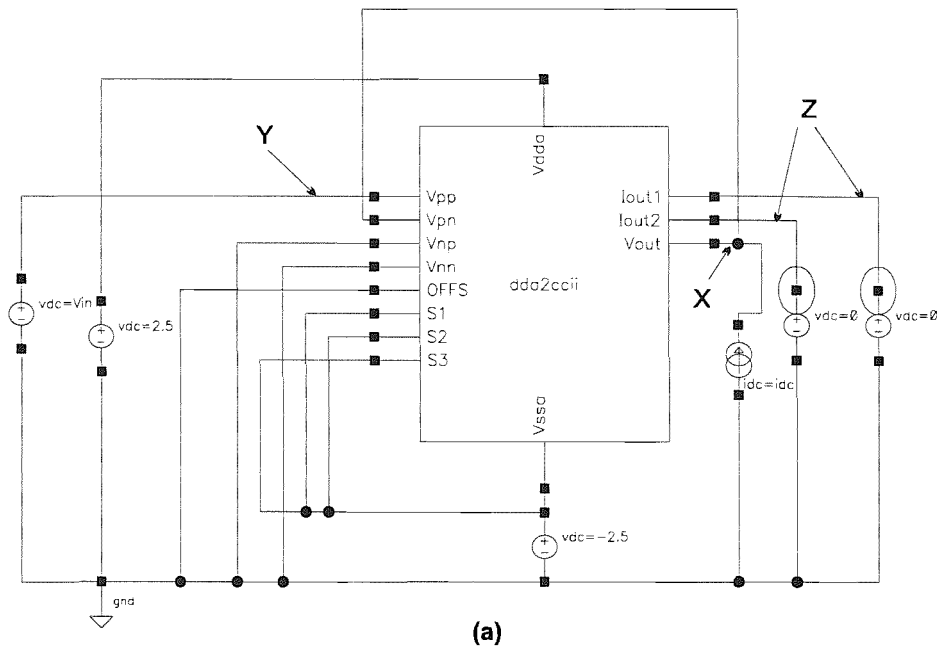 Y
Z
Vdda
Vpp
Vpn
Vnp
Vnn
OFFS
S1
S2
S3
Iout1
Iout2
Vout
dda2ccii
X
Vssa
vdc=Vin
vdc=2.5
vdc=0
vdc=0
idc=idc
vdc=-2.5
gnd
(a)